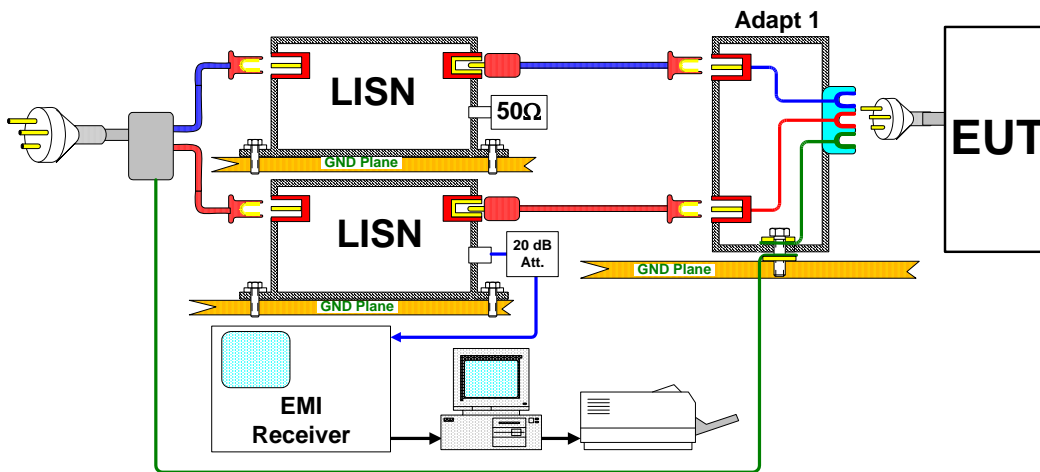 Adapt 1
LISN
50Ω
GND Plane
EUT
LISN
20 dB
Att.
GND Plane
GND Plane
EMI
Receiver